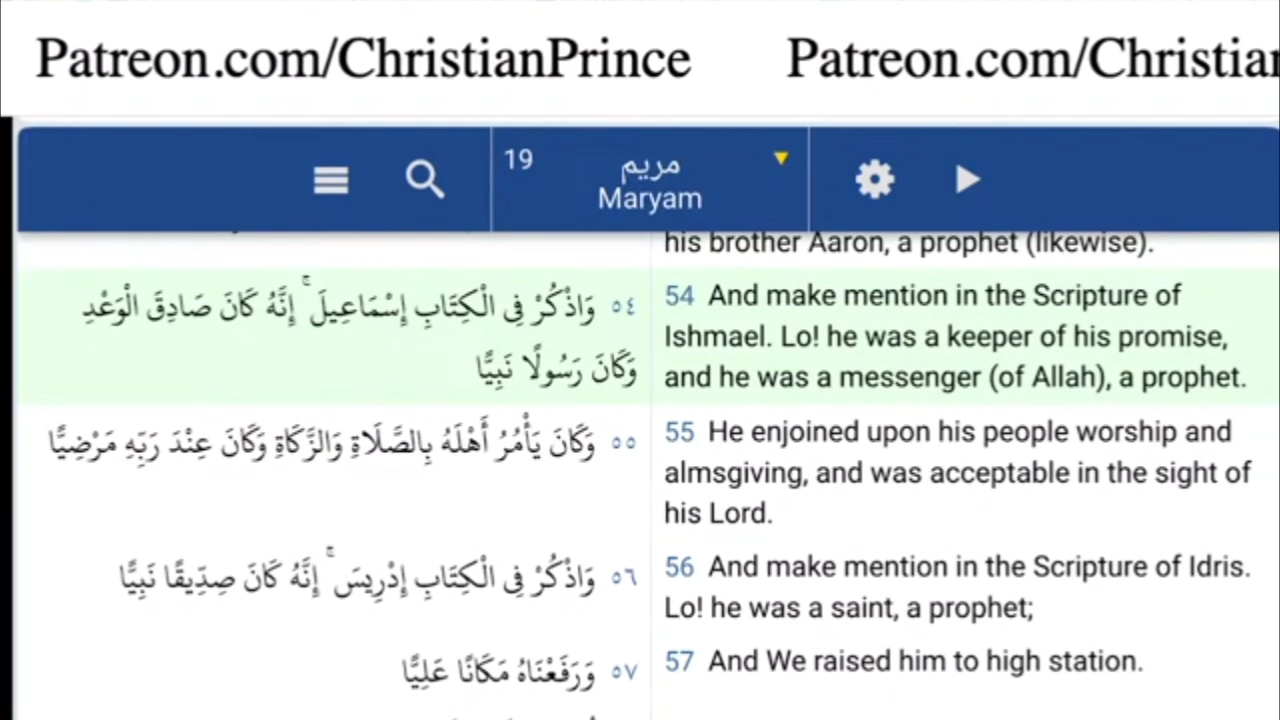 Patreon.com/ChristianPrince Patreon.com/Christian
19
مريم
Maryam
his brother Aaron, a prophet (likewise).
٥٤ وَاذْكُرْ فِي الْكِتَابِ إِسْمَاعِيلَ ۚ إِنَّهُ كَانَ صَادِقَ الْوَعْدِ
وَكَانَ رَسُولًا نَبِيًّا
54 And make mention in the Scripture of
Ishmael. Lo! he was a keeper of his promise,
and he was a messenger (of Allah), a prophet.
٥٥ وَكَانَ يَأْمُرُ أَهْلَهُ بِالصَّلَاةِ وَالزَّكَاةِ وَكَانَ عِنْدَ رَبِّهِ مَرْضِيًّا
55 He enjoined upon his people worship and
almsgiving, and was acceptable in the sight of
his Lord.
٥٦ وَاذْكُرْ فِي الْكِتَابِ إِدْرِيسَ ۚ إِنَّهُ كَانَ صِدِّيقًا نَبِيًّا
56 And make mention in the Scripture of Idris.
Lo! he was a saint, a prophet;
٥٧ وَرَفَعْنَاهُ مَكَانًا عَلِيًّا
57 And We raised him to high station.